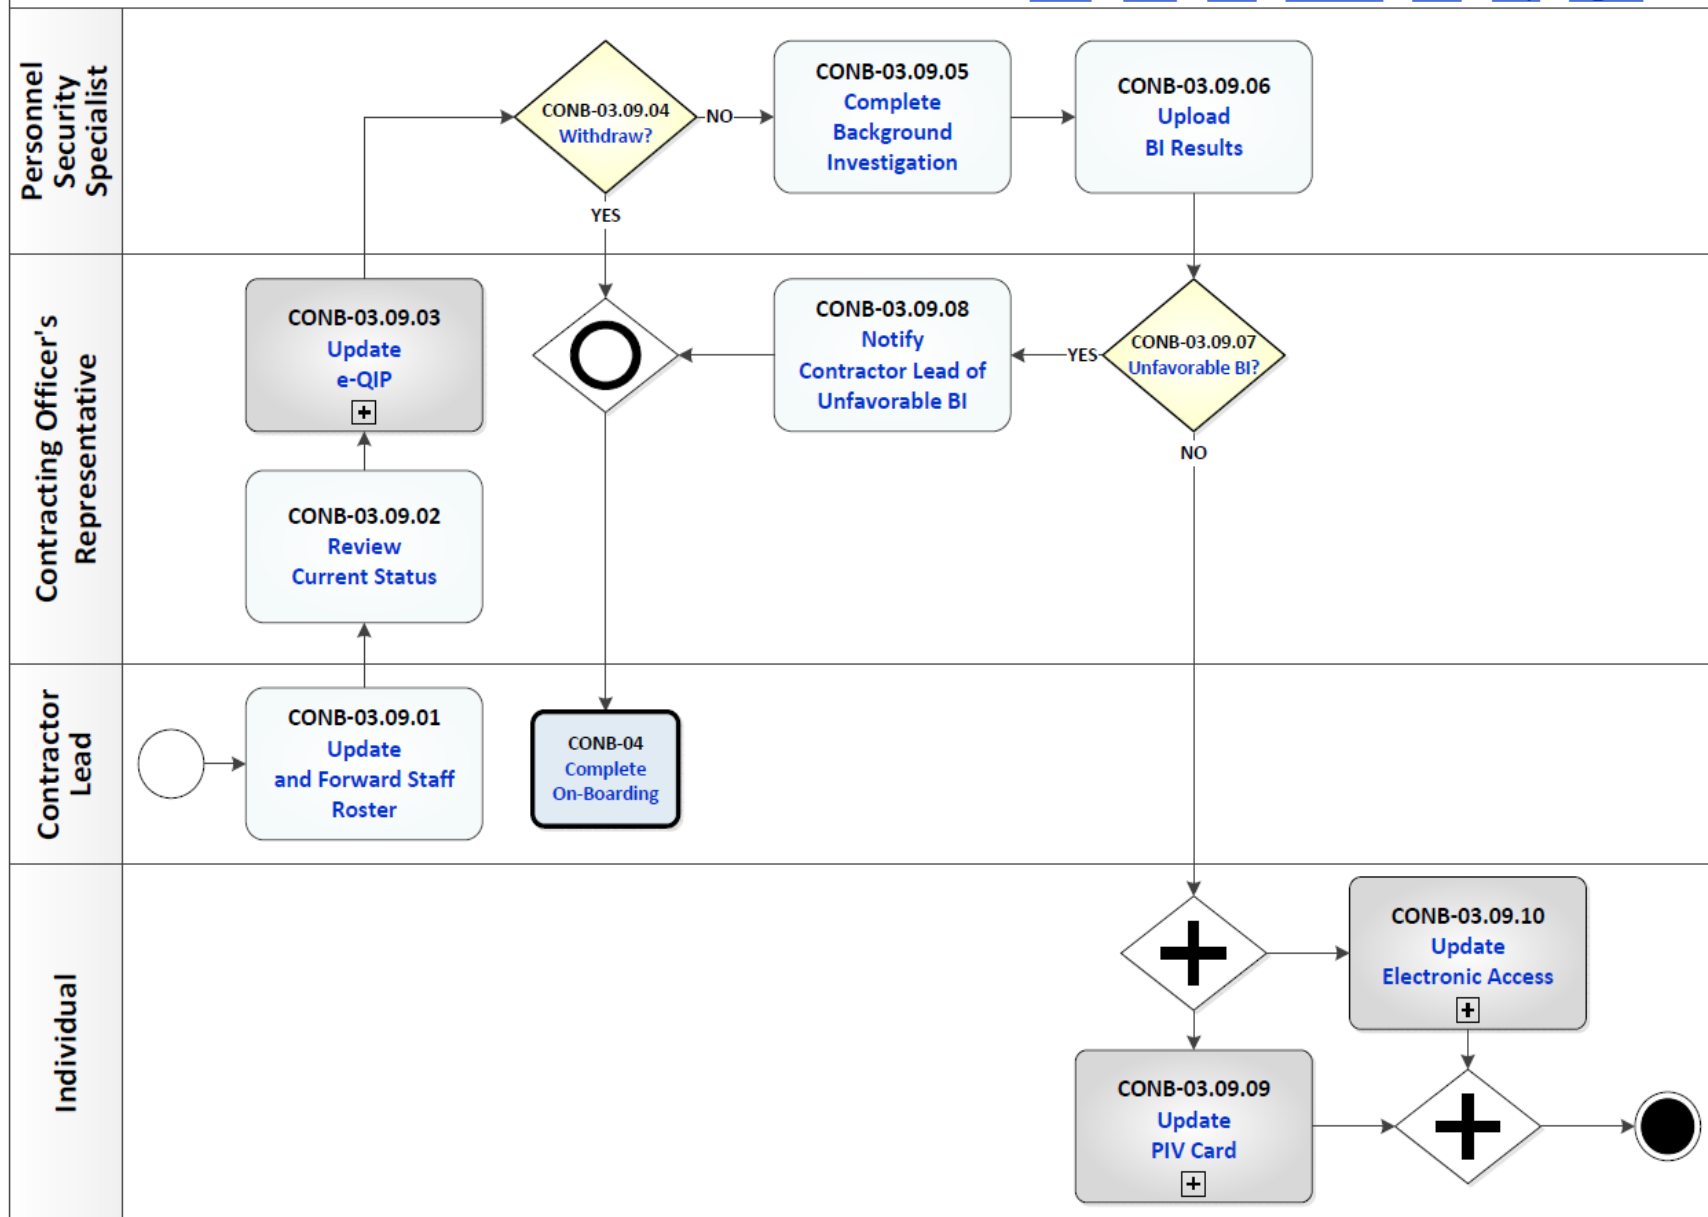 Personnel
Security
Specialist
CONB-03.09.04
Withdraw?
NO
YES
CONB-03.09.05
Complete
Background
Investigation
CONB-03.09.06
Upload
BI Results
Contracting Officer's
Representative
CONB-03.09.03
Update
e-QIP
CONB-03.09.08
Notify
Contractor Lead of
Unfavorable BI
YES
CONB-03.09.07
Unfavorable BI?
NO
CONB-03.09.02
Review
Current Status
Contractor
Lead
CONB-03.09.01
Update
and Forward Staff
Roster
CONB-04
Complete
On-Boarding
Individual
CONB-03.09.10
Update
Electronic Access
CONB-03.09.09
Update
PIV Card